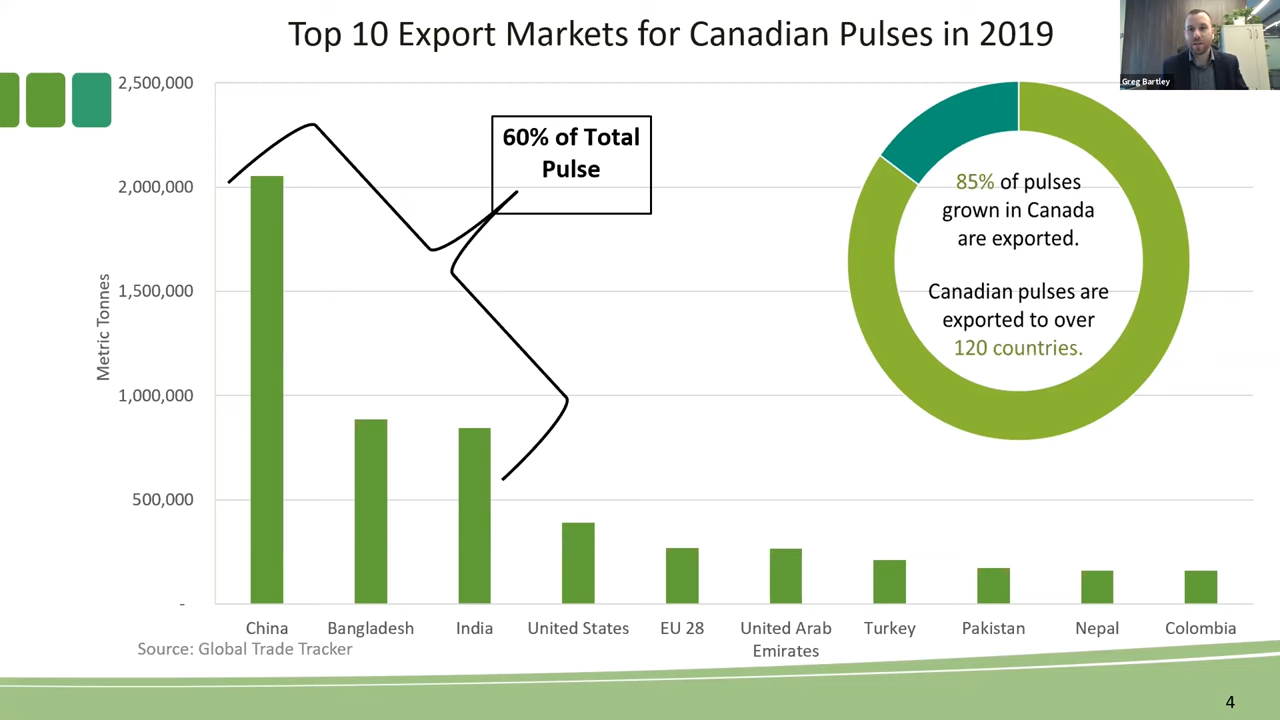 Top 10 Export Markets for Canadian Pulses in 2019
Greg Bartley
2,500,000
2,000,000
1,500,000
1,000,000
500,000
-
Metric Tonnes
60% of Total
Pulse
85% of pulses
grown in Canada
are exported.
Canadian pulses are
exported to over
120 countries.
China
Bangladesh
India
United States
EU 28
United Arab
Emirates
Turkey
Pakistan
Nepal
Colombia
Source: Global Trade Tracker
4